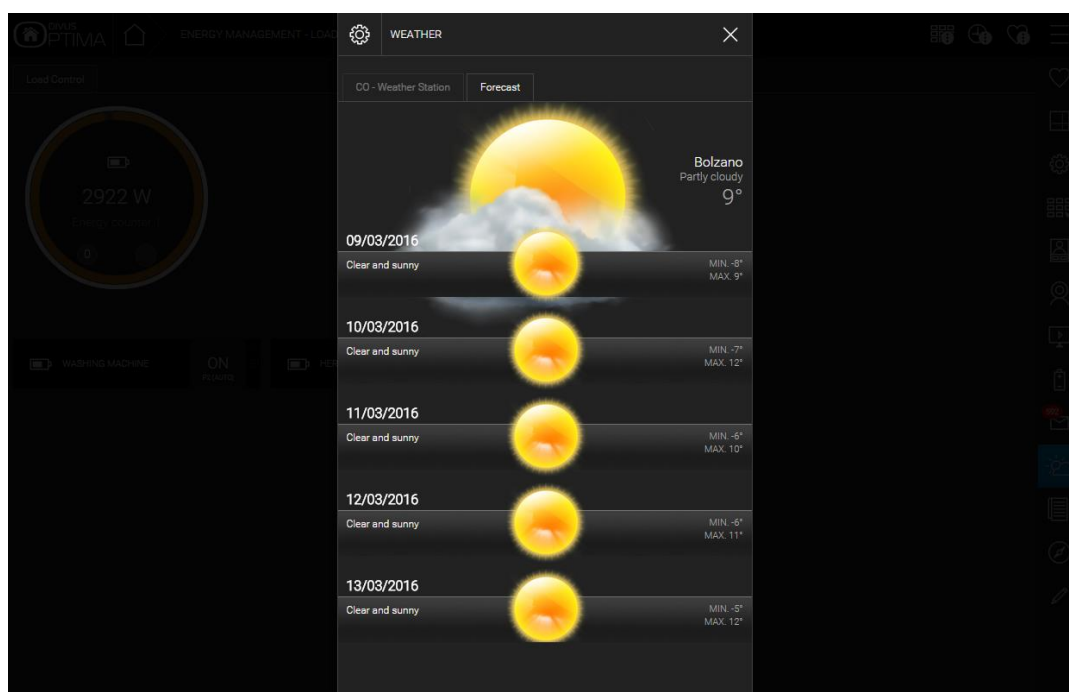 DIVUS
OPTIMA
ENERGY MANAGEMENT - LOAD
WEATHER
Load Control
CO - Weather Station
Forecast
Bolzano
Partly cloudy
9°
2922 W
09/03/2016
Clear and sunny
MIN. -8°
MAX. 9°
10/03/2016
Clear and sunny
MIN. -7°
MAX. 12°
WASHING MACHINE
ON
HER
11/03/2016
Clear and sunny
MIN. -6°
MAX. 10°
12/03/2016
Clear and sunny
MIN. -6°
MAX. 11°
13/03/2016
Clear and sunny
MIN. -5°
MAX. 12°